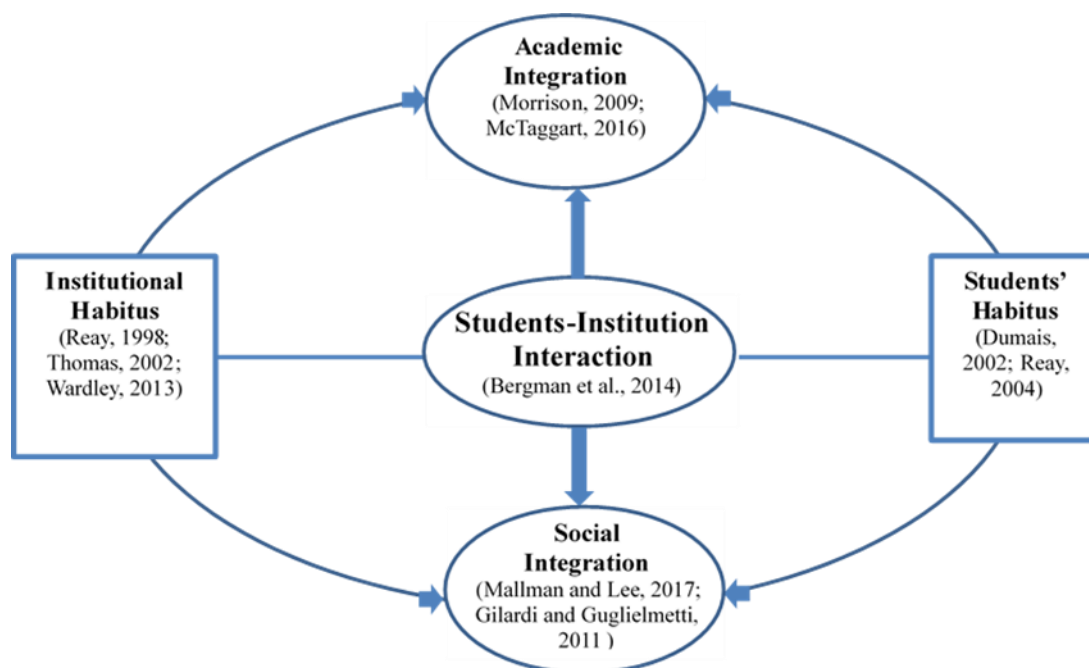 Academic
Integration
(Morrison, 2009;
McTaggart, 2016)
Institutional
Habitus
(Reay, 1998;
Thomas, 2002;
Wardley, 2013)
Students-Institution
Interaction
(Bergman et al., 2014)
Students’
Habitus
(Dumais,
2002; Reay,
2004)
Social
Integration
(Mallman and Lee, 2017;
Gilardi and Guglielmetti,
2011 )